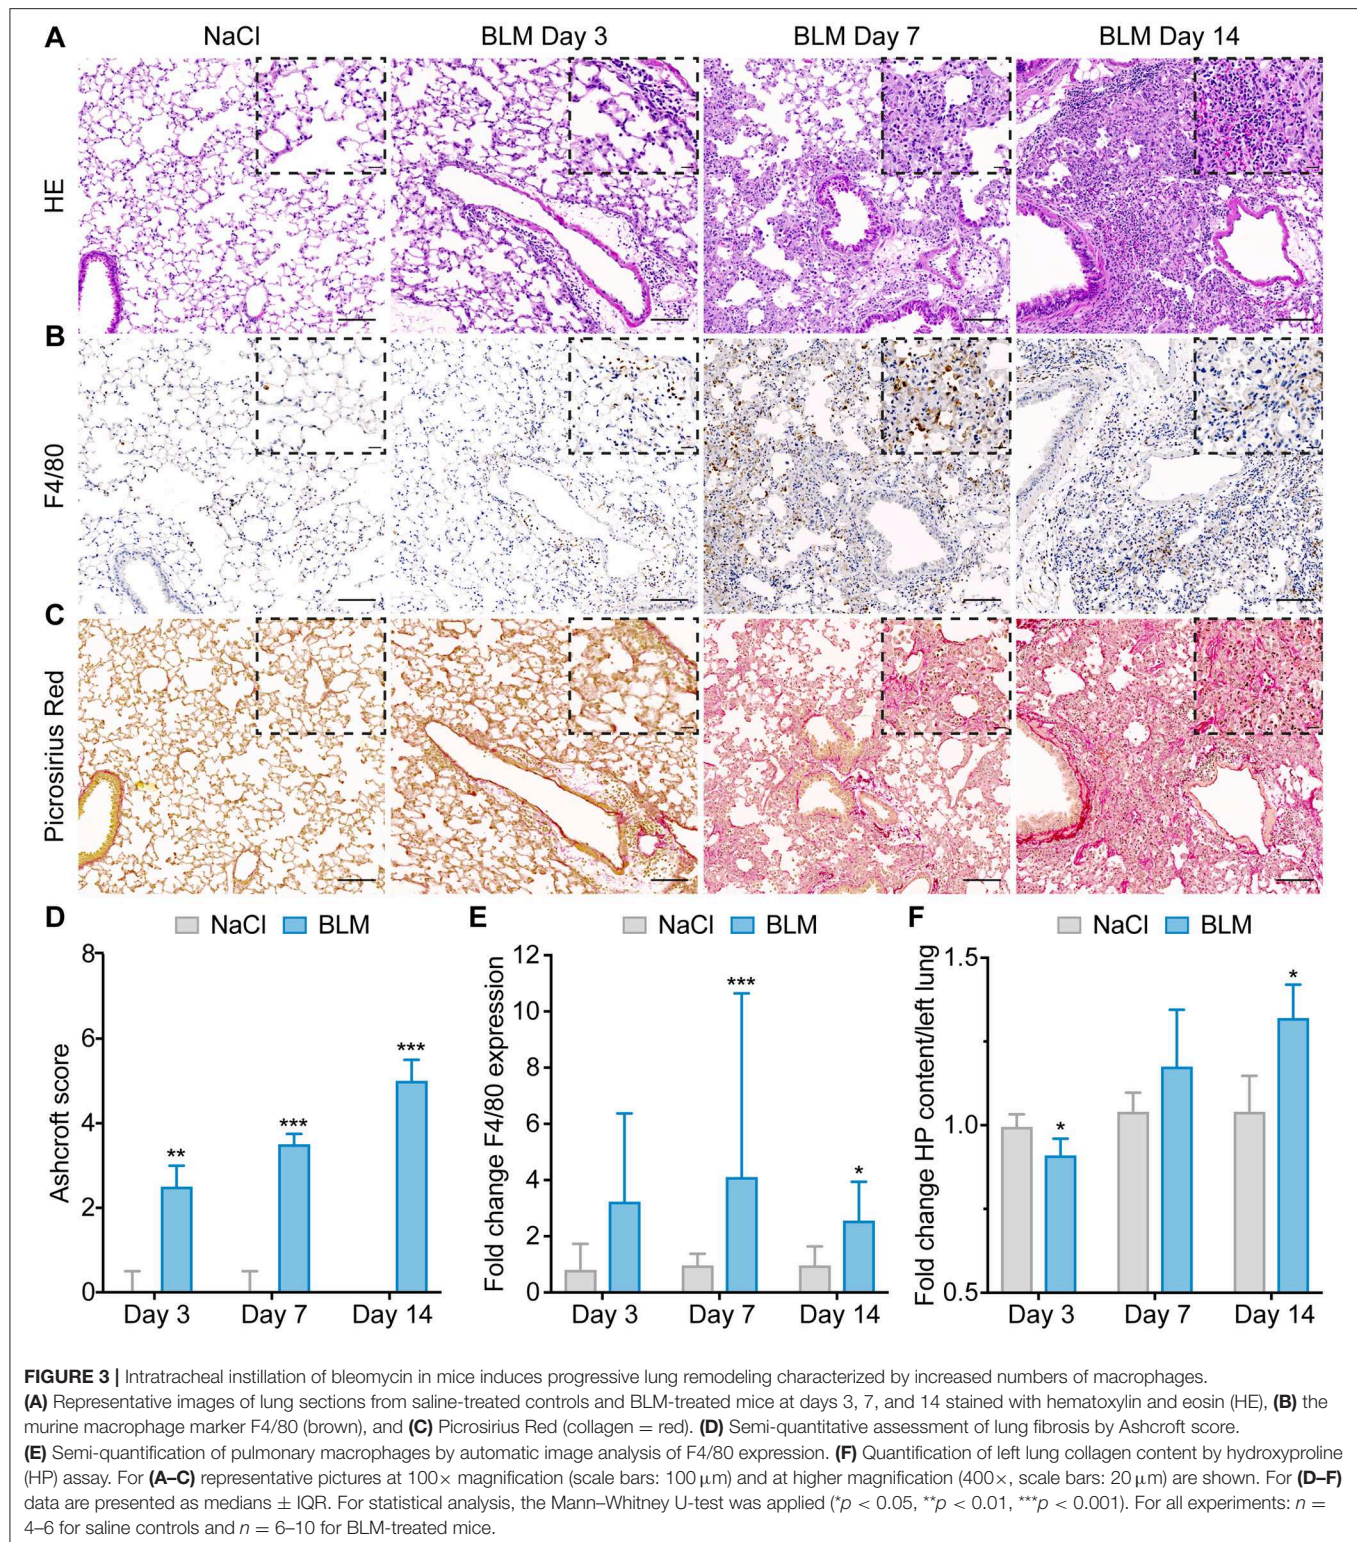 A
NaCl
BLM Day 3
BLM Day 7
BLM Day 14
HE
B
F4/80
C
Picrosirius Red
D
NaCl
BLM
8
6
4
2
0
Ashcroft score
**
***
***
Day 3
Day 7
Day 14
E
NaCl
BLM
12
10
8
6
4
2
0
Fold change F4/80 expression
***
*
Day 3
Day 7
Day 14
F
NaCl
BLM
1.5
1.0
0.5
Fold change HP content/left lung
*
*
Day 3
Day 7
Day 14
FIGURE 3 | Intratracheal instillation of bleomycin in mice induces progressive lung remodeling characterized by increased numbers of macrophages.
(A) Representative images of lung sections from saline-treated controls and BLM-treated mice at days 3, 7, and 14 stained with hematoxylin and eosin (HE), (B) the
murine macrophage marker F4/80 (brown), and (C) Picrosirius Red (collagen = red). (D) Semi-quantitative assessment of lung fibrosis by Ashcroft score.
(E) Semi-quantification of pulmonary macrophages by automatic image analysis of F4/80 expression. (F) Quantification of left lung collagen content by hydroxyproline
(HP) assay. For (A–C) representative pictures at 100× magnification (scale bars: 100 μm) and at higher magnification (400×, scale bars: 20 μm) are shown. For (D–F)
data are presented as medians ± IQR. For statistical analysis, the Mann–Whitney U-test was applied (*p < 0.05, **p < 0.01, ***p < 0.001). For all experiments: n =
4–6 for saline controls and n = 6–10 for BLM-treated mice.